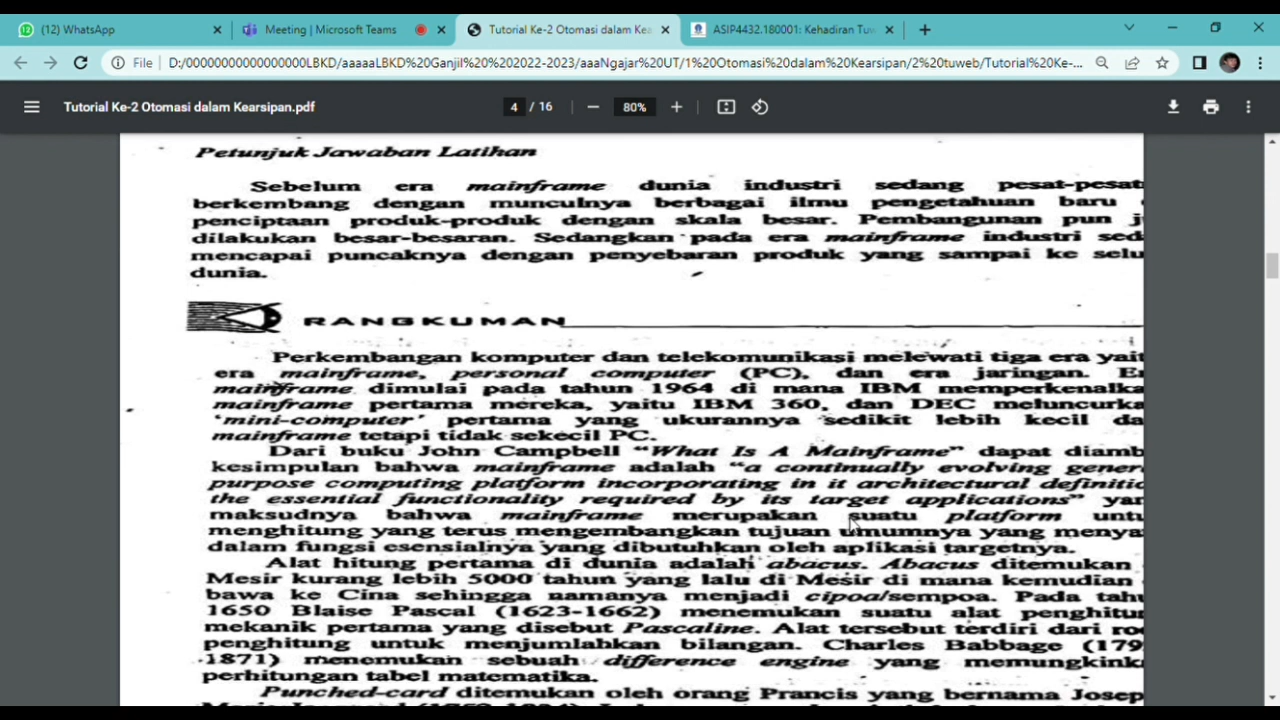 (12) WhatsApp
Meeting | Microsoft Teams
Tutorial Ke-2 Otomasi dalam Kea
ASIP4432.180001: Kehadiran Tuw
File | D:/00000000000000000LBKD/aaaaaLBKD%20Ganjil%20%202022-2023/aaaNgajar%20UT/1%20Otomasi%20dalam%20Kearsipan/2%20tuweb/Tutorial%20Ke-...
Tutorial Ke-2 Otomasi dalam Kearsipan.pdf
4 / 16
80%
Petunjuk Jawaban Latihan
Sebelum era mainframe dunia industri sedang pesat-pesat
berkembang dengan munculnya berbagai ilmu pengetahuan baru
penciptaan produk-produk dengan skala besar. Pembangunan pun j
dilakukan besar-besaran. Sedangkan pada era mainframe industri sed
mencapai puncaknya dengan penyebaran produk yang sampai ke selu
dunia.
RANGKUMAN
Perkembangan komputer dan telekomunikasi melewati tiga era yait
era mainframe, personal computer (PC), dan era jaringan. E
mainframe dimulai pada tahun 1964 di mana IBM memperkenalka
mainframe pertama mereka, yaitu IBM 360, dan DEC meluncurka
'mini-computer' pertama yang ukurannya sedikit lebih kecil da
mainframe tetapi tidak sekecil PC.
Dari buku John Campbell "What Is A Mainframe" dapat diamb
kesimpulan bahwa mainframe adalah "a continually evolving gener
purpose computing platform incorporating in it architectural definitio
the essential functionality required by its target applications" yan
maksudnya bahwa mainframe merupakan suatu platform untu
menghitung yang terus mengembangkan tujuan umumnya yang menya
dalam fungsi esensialnya yang dibutuhkan oleh aplikasi targetnya.
Alat hitung pertama di dunia adalah abacus. Abacus ditemukan
Mesir kurang lebih 5000 tahun yang lalu di Mesir di mana kemudian
bawa ke Cina sehingga namanya menjadi cipoa/sempoa. Pada tah
1650 Blaise Pascal (1623-1662) menemukan suatu alat penghitu
mekanik pertama yang disebut Pascaline. Alat tersebut terdiri dari ro
penghitung untuk menjumlahkan bilangan. Charles Babbage (179
1871) menemukan sebuah difference engine yang memungkink
perhitungan tabel matematika.
Punched-card ditemukan oleh orang Prancis yang bernama Josep